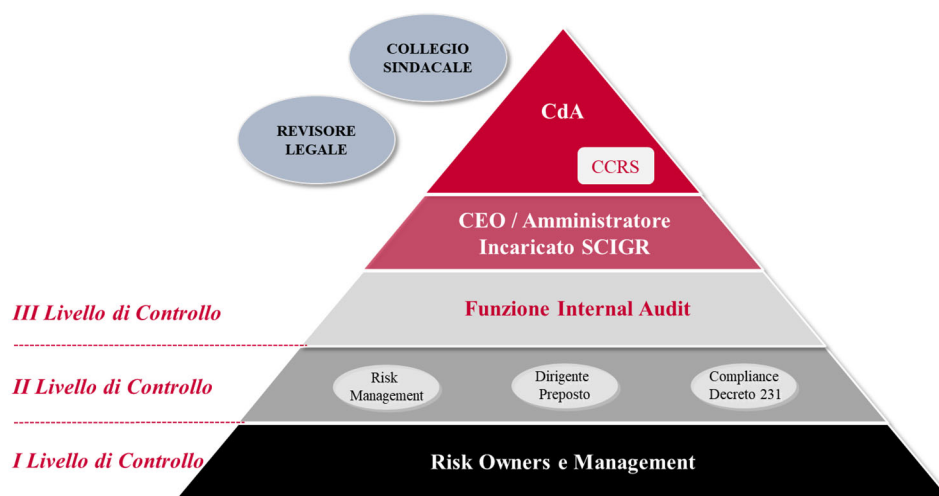 COLLEGIO
SINDACALE
REVISORE
LEGALE
CdA
CCRS
CEO / Amministratore
Incaricato SCIGR
III Livello di Controllo
Funzione Internal Audit
II Livello di Controllo
Risk
Management
Dirigente
Preposto
Compliance
Decreto 231
I Livello di Controllo
Risk Owners e Management